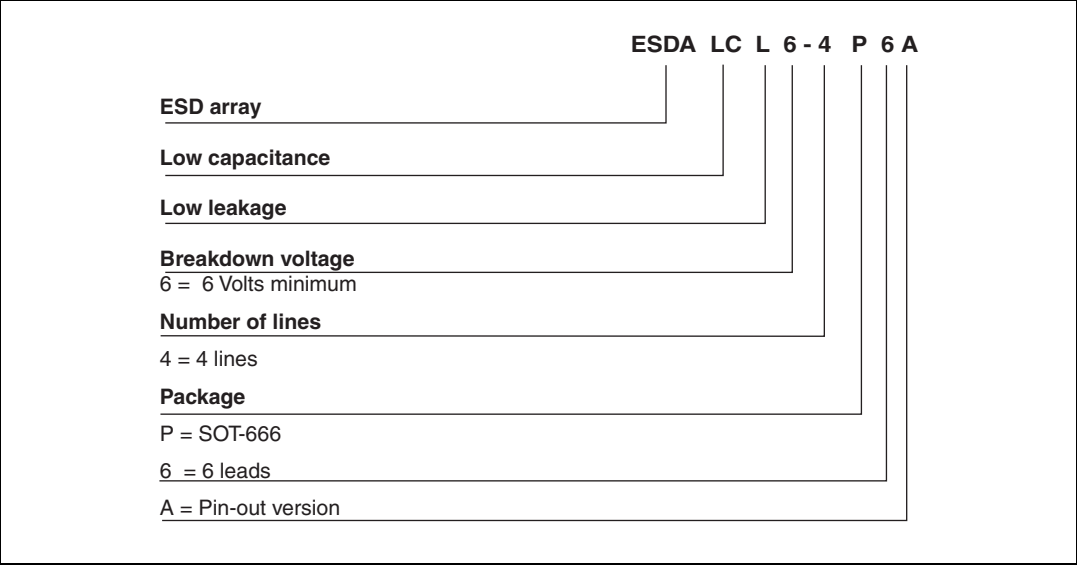 ESDA LC L 6 - 4 P 6 A
ESD array
Low capacitance
Low leakage
Breakdown voltage
6 = 6 Volts minimum
Number of lines
4 = 4 lines
Package
P = SOT-666
6 = 6 leads
A = Pin-out version